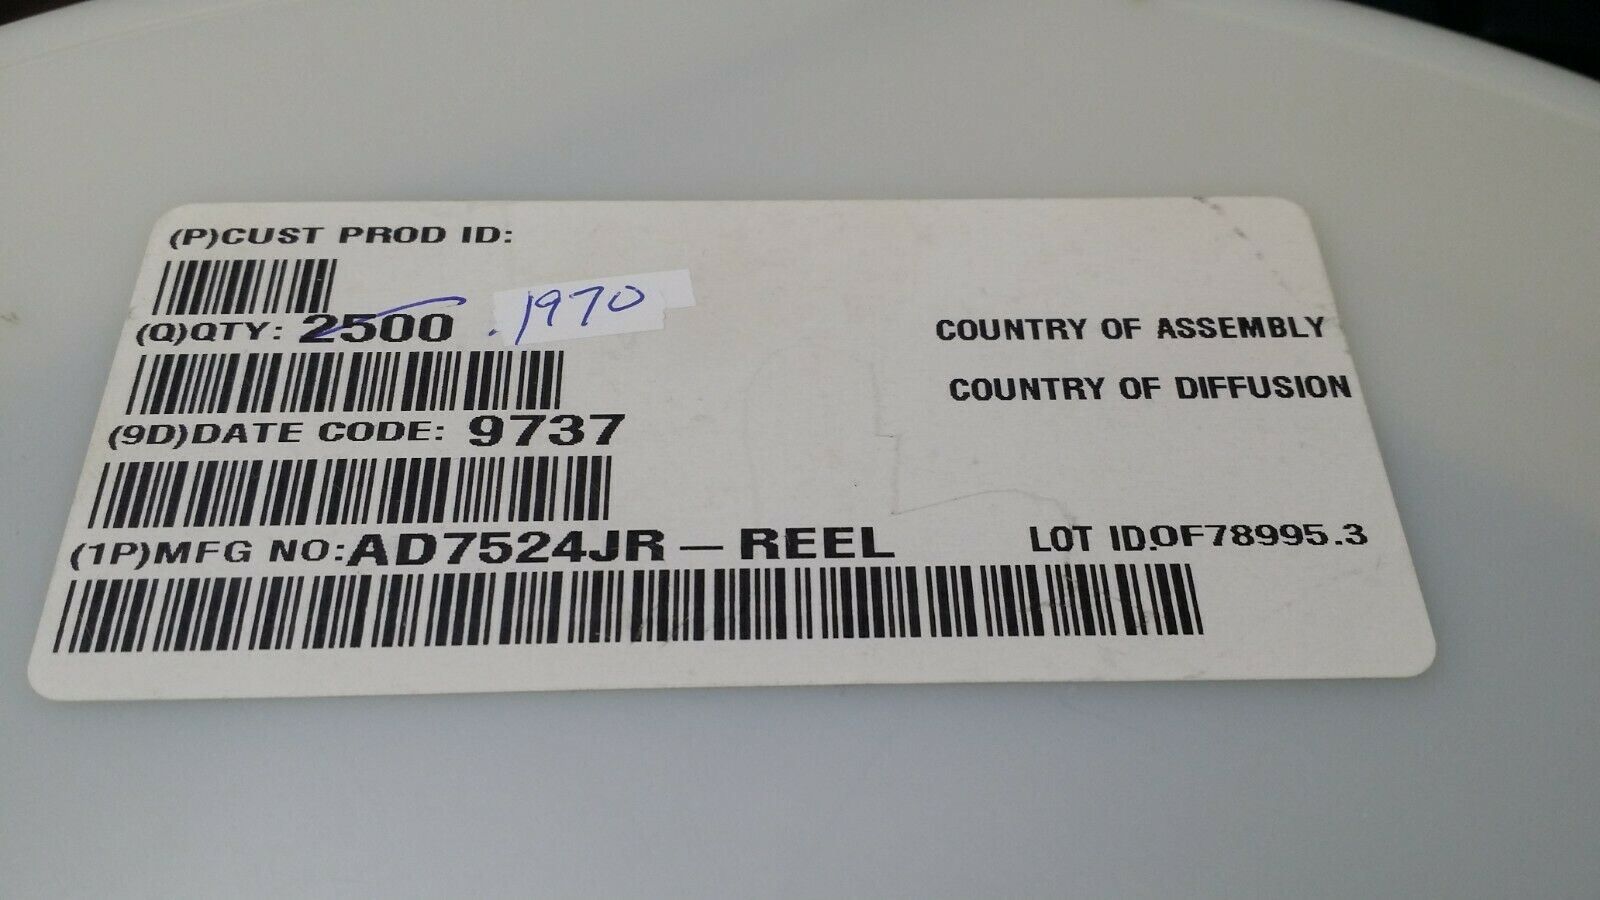 (P)CUST PROD ID:
(Q)QTY: 2500 . 1970
COUNTRY OF ASSEMBLY
COUNTRY OF DIFFUSION
(9D)DATE CODE: 9737
(1P)MFG NO:AD7524JR – REEL LOT ID.0F78995.3